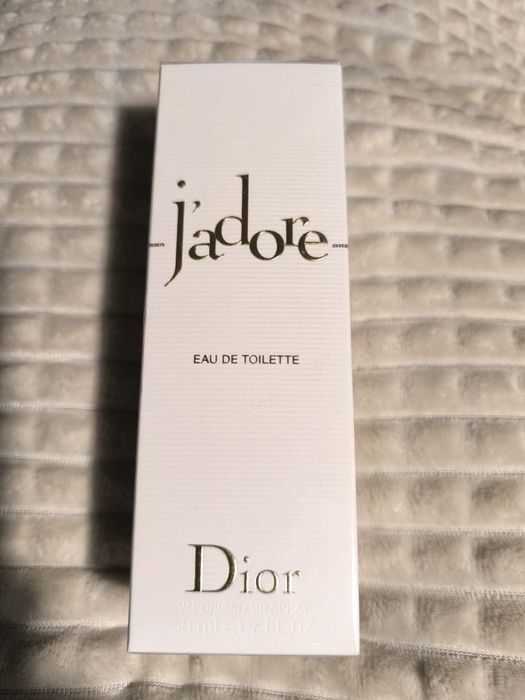 j'adore
EAU DE TOILETTE
Dior
VAPORISATEUR-SPRAY
50 ml - 1.7 FL.OZ